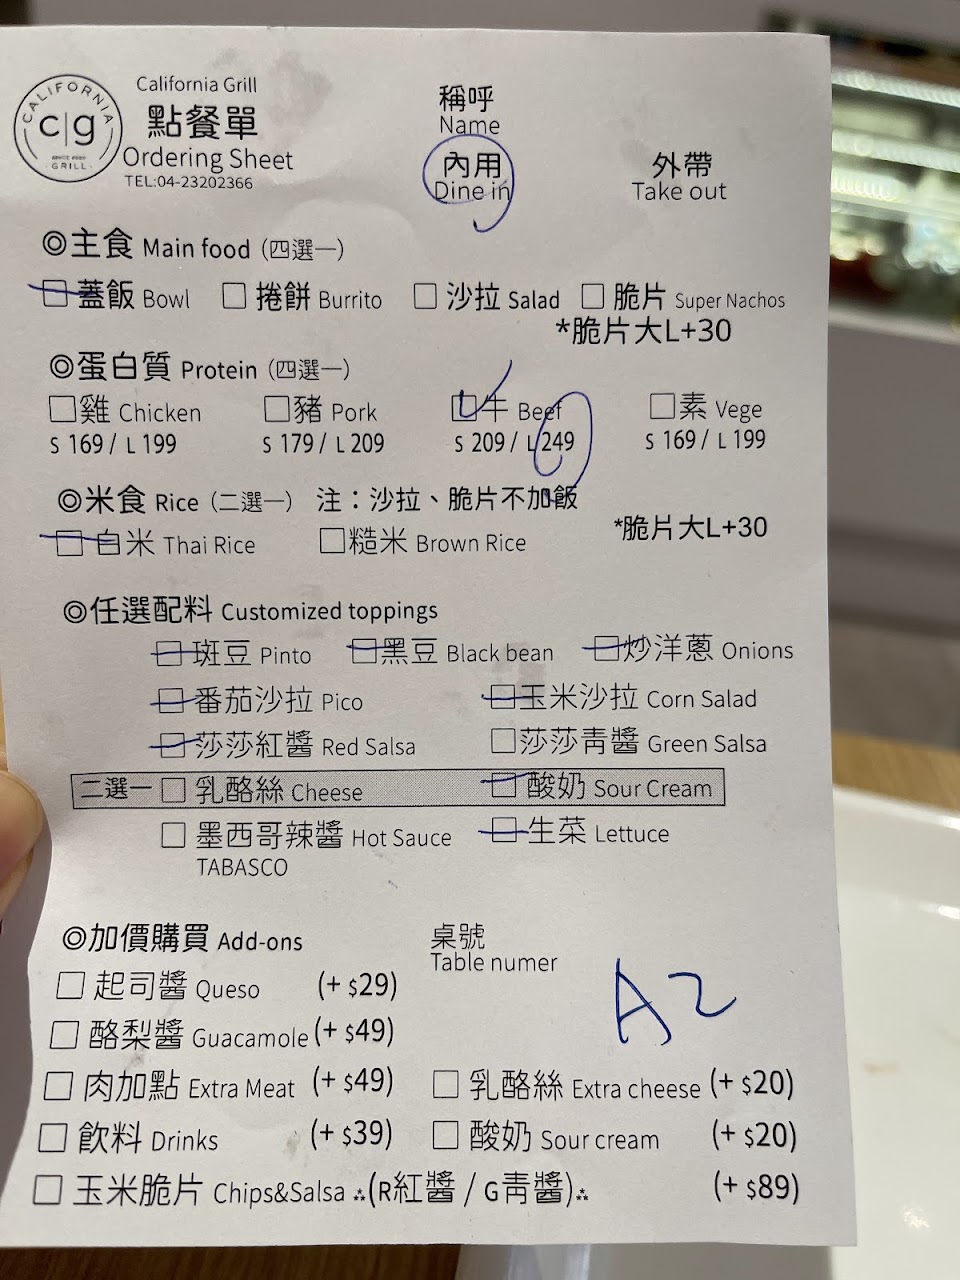 CALIFORNIA
c|g
SINCE 2020
GRILL
California Grill
點餐單
Ordering Sheet
TEL:04-23202366
稱呼
Name
內用
Dine in
外帶
Take out
◎主食 Main food (四選一)
□蓋飯 Bowl □捲餅 Burrito □沙拉 Salad □脆片 Super Nachos
*脆片大L+30
◎蛋白質 Protein (四選一)
□雞 Chicken □豬 Pork □牛 Beef □素 Vege
S 169 / L 199 S 179 / L 209 S 209 / L 249 S 169 / L 199
◎米食 Rice (二選一) 注：沙拉、脆片不加飯
□白米 Thai Rice □糙米 Brown Rice *脆片大L+30
◎任選配料 Customized toppings
□斑豆 Pinto □黑豆 Black bean □炒洋蔥 Onions
□番茄沙拉 Pico □玉米沙拉 Corn Salad
□莎莎紅醬 Red Salsa □莎莎青醬 Green Salsa
二選一 □乳酪絲 Cheese □酸奶 Sour Cream
□墨西哥辣醬 Hot Sauce □生菜 Lettuce
TABASCO
◎加價購買 Add-ons
桌號
Table numer
A2
□起司醬 Queso (+ $29)
□酪梨醬 Guacamole (+ $49)
□肉加點 Extra Meat (+ $49) □乳酪絲 Extra cheese (+ $20)
□飲料 Drinks (+ $39) □酸奶 Sour cream (+ $20)
□玉米脆片 Chips&Salsa ⁂(R紅醬 / G青醬)⁂ (+ $89)